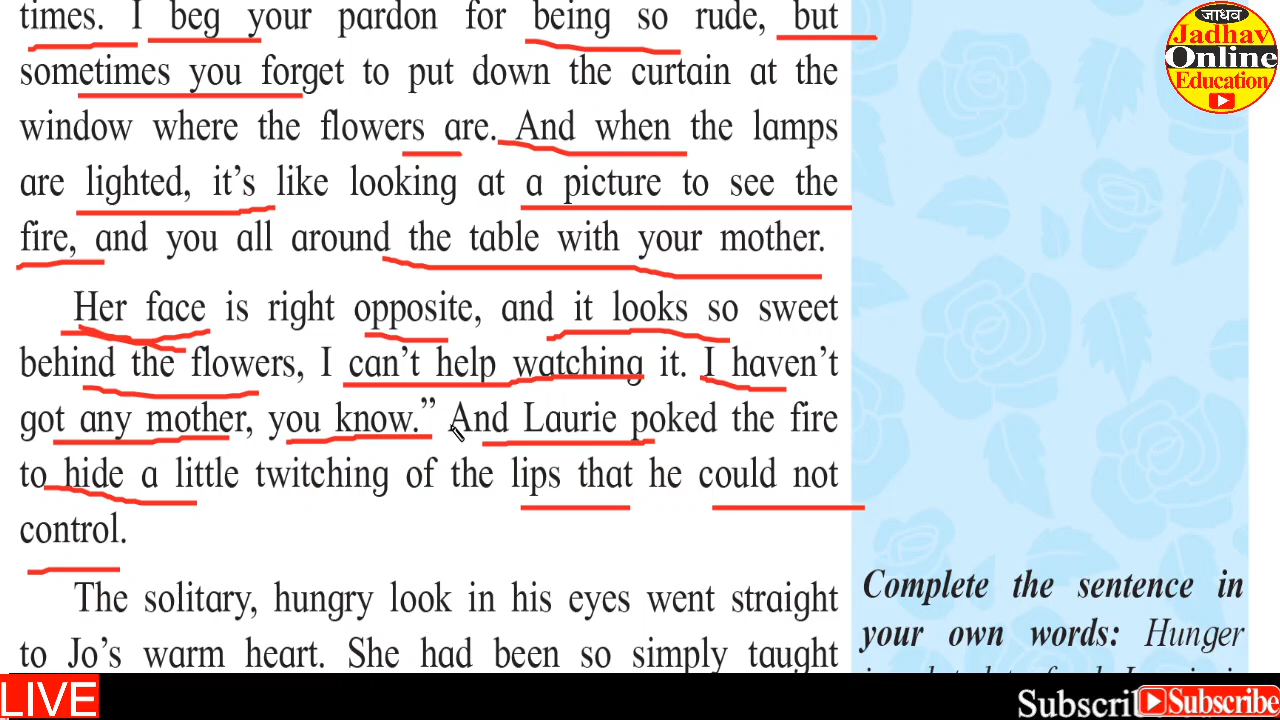 times. I beg your pardon for being so rude, but
sometimes you forget to put down the curtain at the
window where the flowers are. And when the lamps
are lighted, it's like looking at a picture to see the
fire, and you all around the table with your mother.
Her face is right opposite, and it looks so sweet
behind the flowers, I can't help watching it. I haven't
got any mother, you know.” And Laurie poked the fire
to hide a little twitching of the lips that he could not
control.
The solitary, hungry look in his eyes went straight
to Jo's warm heart. She had been so simply taught
जाधव
Jadhav
Online
Education
Complete the sentence in
your own words: Hunger
LIVE
Subscri
Subscribe